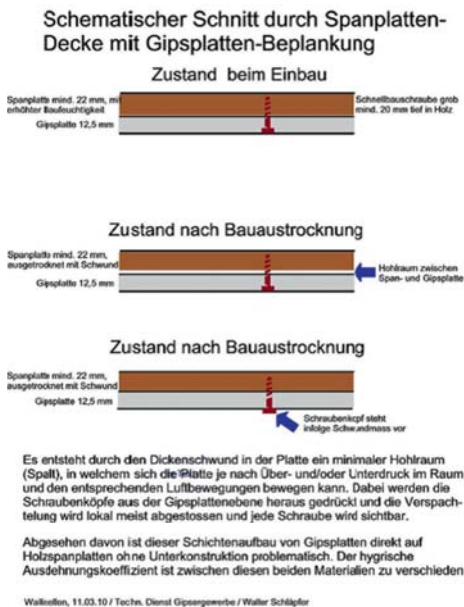 Schematischer Schnitt durch Spanplatten-
Decke mit Gipsplatten-Beplankung
Zustand beim Einbau
Spanplatte mind. 22 mm, mit
erhöhter Baufeuchtigkeit
Gipsplatte 12,5 mm
Schnellbauschraube grob
mind. 20 mm tief in Holz
Zustand nach Bauaustrocknung
Spanplatte mind. 22 mm,
ausgetrocknet mit Schwund
Gipsplatte 12,5 mm
Hohlraum zwischen
Span- und Gipsplatte
Zustand nach Bauaustrocknung
Spanplatte mind. 22 mm,
ausgetrocknet mit Schwund
Gipsplatte 12,5 mm
Schraubenkopf steht
infolge Schwundmass vor
Es entsteht durch den Dickenschwund in der Platte ein minimaler Hohlraum
(Spalt), in welchem sich die Platte je nach Über- und/oder Unterdruck im Raum
und den entsprechenden Luftbewegungen bewegen kann. Dabei werden die
Schraubenköpfe aus der Gipsplattenebene heraus gedrückt und die Verspach-
telung wird lokal meist abgestossen und jede Schraube wird sichtbar.
Abgesehen davon ist dieser Schichtenaufbau von Gipsplatten direkt auf
Holzspanplatten ohne Unterkonstruktion problematisch. Der hygrische
Ausdehnungskoeffizient ist zwischen diesen beiden Materialien zu verschieden
Wallisellen, 11.03.10 / Techn. Dienst Gipsergewerbe / Walter Schläpfer